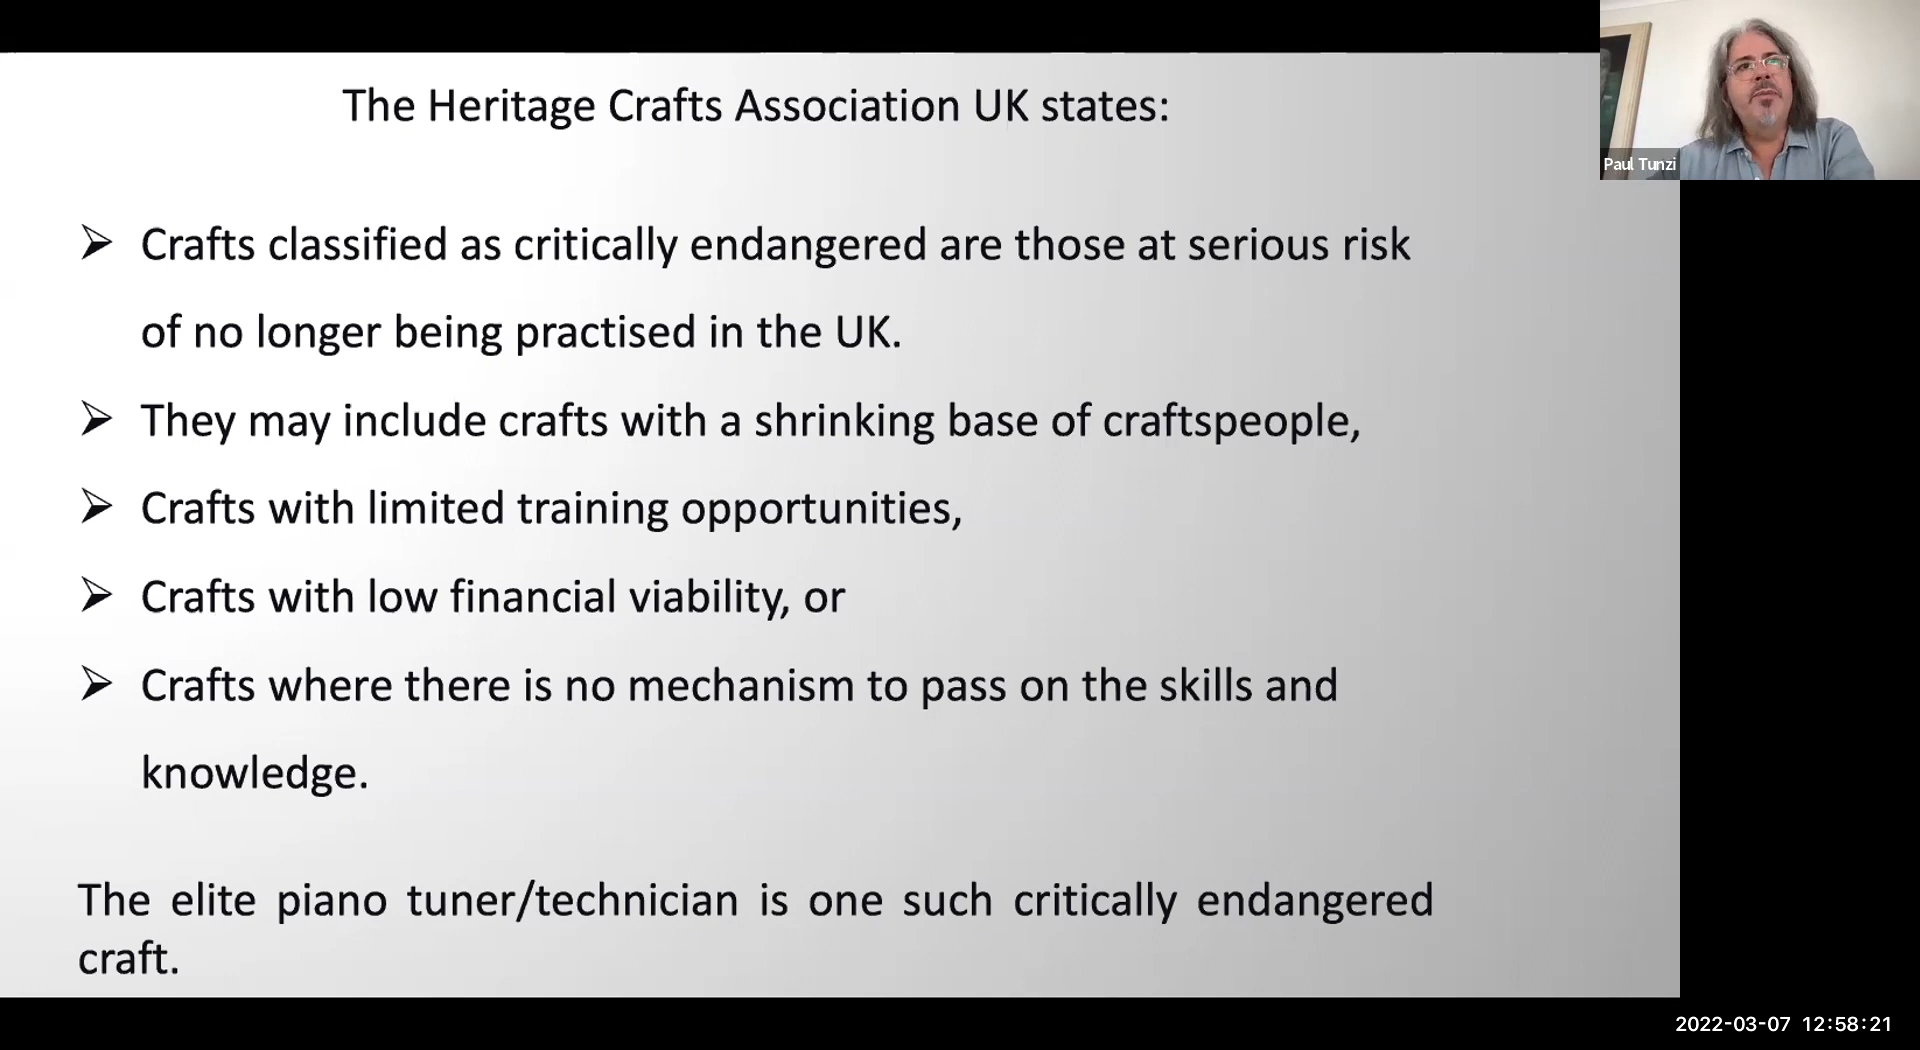 The Heritage Crafts Association UK states:
Paul Tunzi
➢ Crafts classified as critically endangered are those at serious risk
of no longer being practised in the UK.
➢ They may include crafts with a shrinking base of craftspeople,
➢ Crafts with limited training opportunities,
➢ Crafts with low financial viability, or
➢ Crafts where there is no mechanism to pass on the skills and
knowledge.
The elite piano tuner/technician is one such critically endangered
craft.
2022-03-07 12:58:21